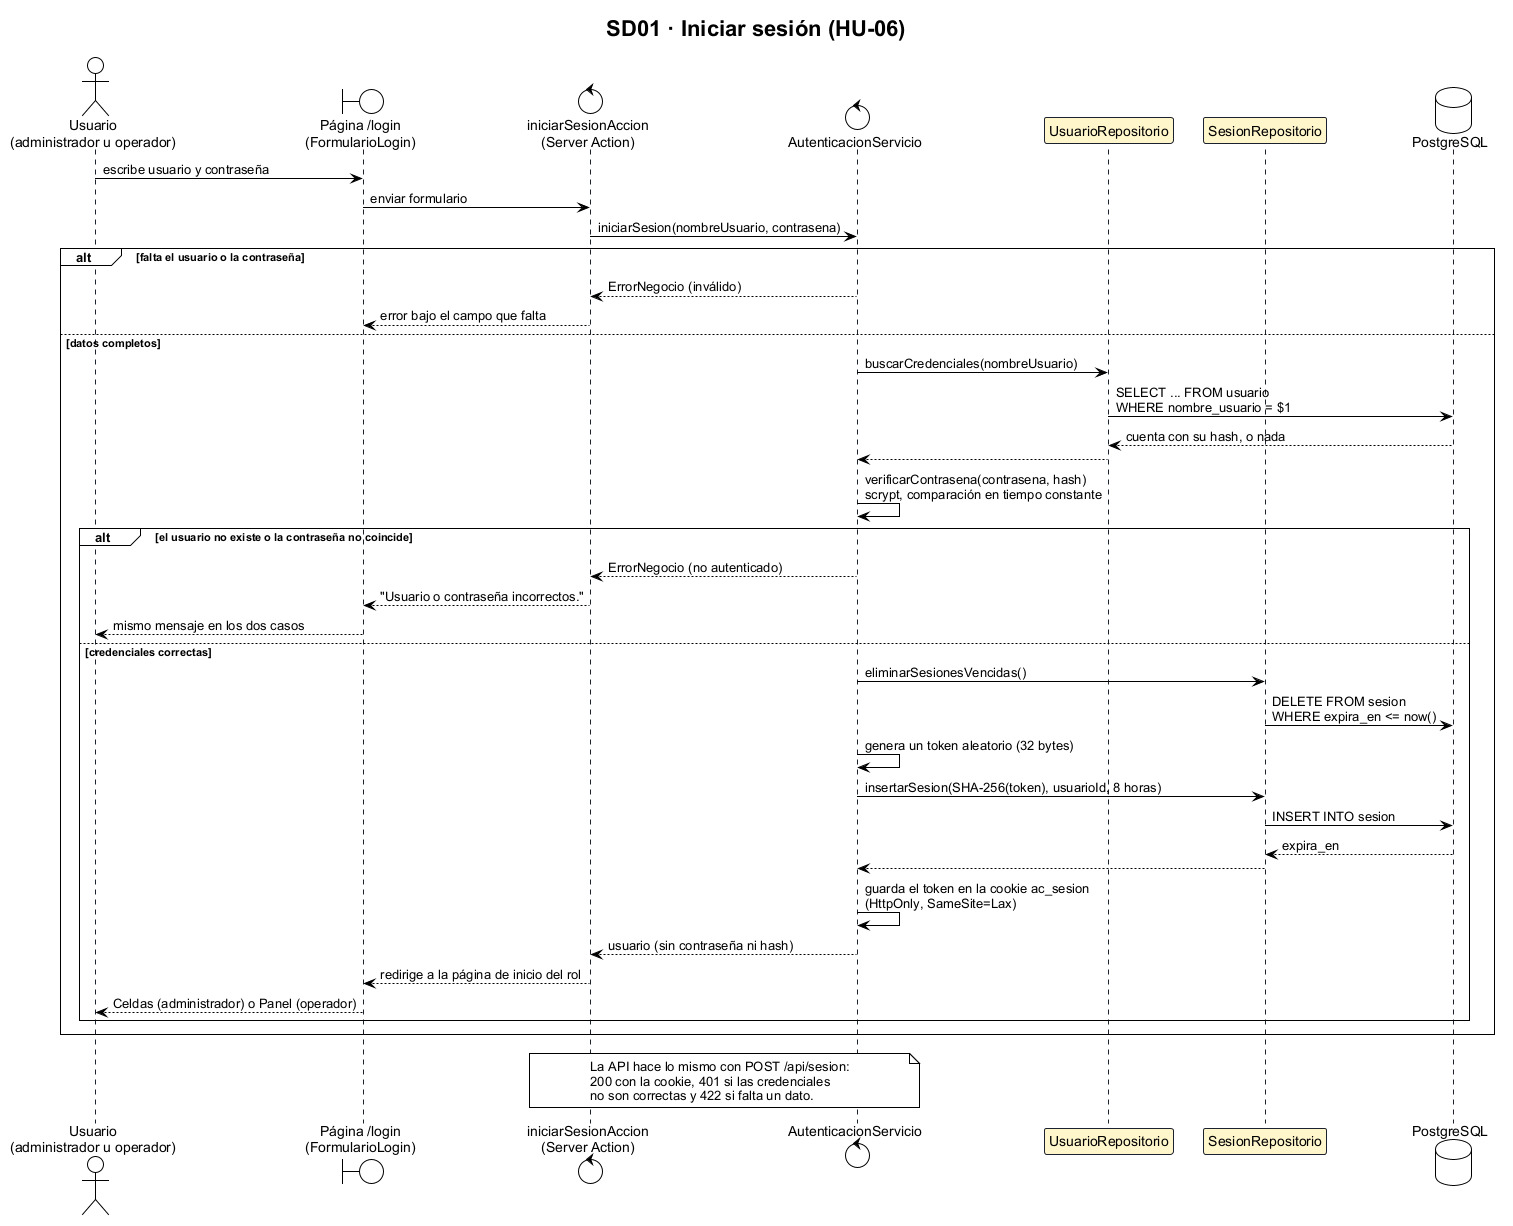 SD01 · Iniciar sesión (HU-06)
Usuario
(administrador u operador)
Página /login
(FormularioLogin)
iniciarSesionAccion
(Server Action)
AutenticacionServicio
UsuarioRepositorio
SesionRepositorio
PostgreSQL
escribe usuario y contraseña
enviar formulario
iniciarSesion(nombreUsuario, contrasena)
alt
[falta el usuario o la contraseña]
ErrorNegocio (inválido)
error bajo el campo que falta
[datos completos]
buscarCredenciales(nombreUsuario)
SELECT ... FROM usuario
WHERE nombre_usuario = $1
cuenta con su hash, o nada
verificarContrasena(contrasena, hash)
scrypt, comparación en tiempo constante
alt
[el usuario no existe o la contraseña no coincide]
ErrorNegocio (no autenticado)
"Usuario o contraseña incorrectos."
mismo mensaje en los dos casos
[credenciales correctas]
eliminarSesionesVencidas()
DELETE FROM sesion
WHERE expira_en <= now()
genera un token aleatorio (32 bytes)
insertarSesion(SHA-256(token), usuarioId, 8 horas)
INSERT INTO sesion
expira_en
guarda el token en la cookie ac_sesion
(HttpOnly, SameSite=Lax)
usuario (sin contraseña ni hash)
redirige a la página de inicio del rol
Celdas (administrador) o Panel (operador)
La API hace lo mismo con POST /api/sesion:
200 con la cookie, 401 si las credenciales
no son correctas y 422 si falta un dato.
Usuario
(administrador u operador)
Página /login
(FormularioLogin)
iniciarSesionAccion
(Server Action)
AutenticacionServicio
UsuarioRepositorio
SesionRepositorio
PostgreSQL